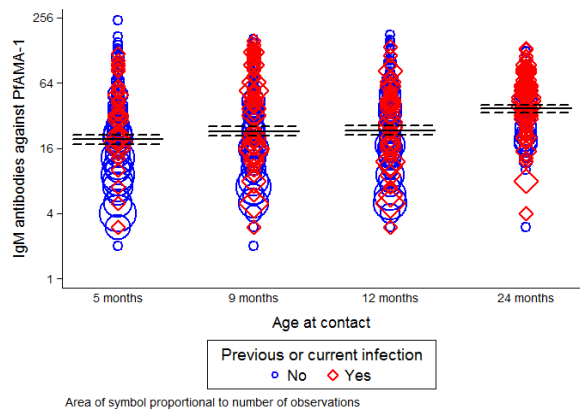 IgM antibodies against PfAMA-1
256
64
16
4
1
5 months 9 months 12 months 24 months
Age at contact
Previous or current infection
No Yes
Area of symbol proportional to number of observations